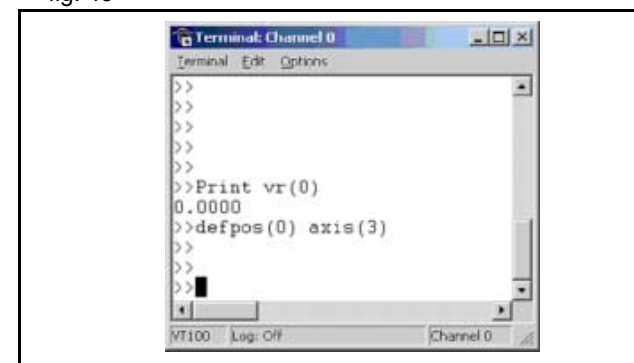 Terminal: Channel 0
Terminal Edit Options
>>
>>
>>
>>
>>
>>Print vr(0)
0.0000
>>defpos(0) axis(3)
>>
>>
>>
VT100 Log: Off Channel 0